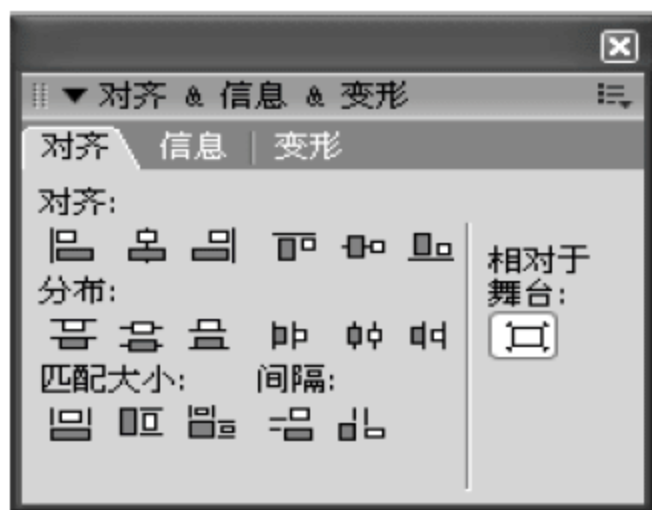 对齐 & 信息 & 变形
对齐 信息 变形
对齐:
相对于
舞台:
分布:
匹配大小: 间隔: